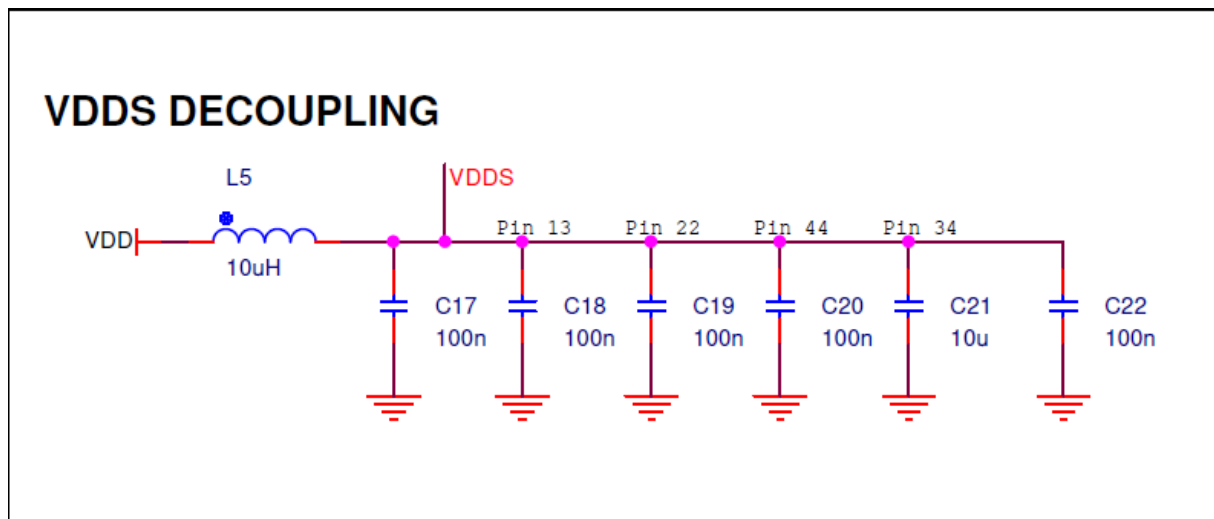 VDDS DECOUPLING
L5
VDDS
VDD
Pin 13
Pin 22
Pin 44
Pin 34
10uH
C17
100n
C18
100n
C19
100n
C20
100n
C21
10u
C22
100n